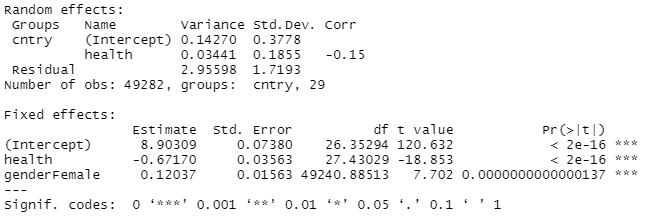 Random effects:
 Groups   Name        Variance Std.Dev. Corr
 cntry    (Intercept) 0.14270  0.3778
          health      0.03441  0.1855   -0.15
 Residual             2.95598  1.7193
Number of obs: 49282, groups:  cntry, 29
Fixed effects:
                Estimate  Std. Error          df t value            Pr(>|t|)
(Intercept)      8.90309     0.07380    26.35294 120.632             < 2e-16 ***
health          -0.67170     0.03563    27.43029 -18.853             < 2e-16 ***
genderFemale     0.12037     0.01563 49240.88513   7.702 0.0000000000000137 ***
---
Signif. codes:  0 ‘***’ 0.001 ‘**’ 0.01 ‘*’ 0.05 ‘.’ 0.1 ‘ ’ 1